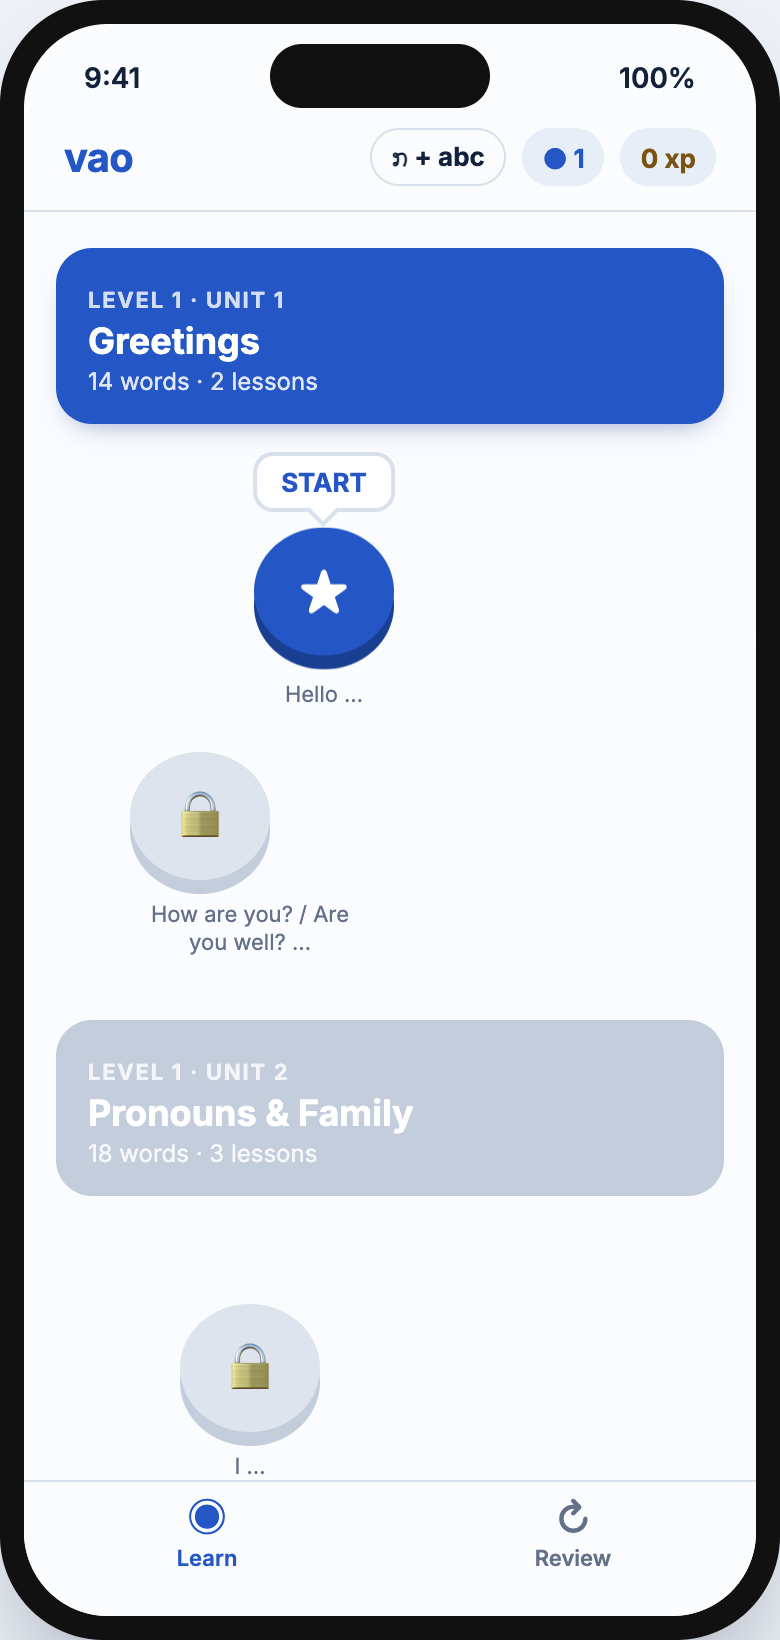 9:41
100%
vao
ກ + abc
1
0 xp
LEVEL 1 · UNIT 1
Greetings
14 words · 2 lessons
START
Hello ...
How are you? / Are
you well? ...
LEVEL 1 · UNIT 2
Pronouns & Family
18 words · 3 lessons
I ...
Learn
Review